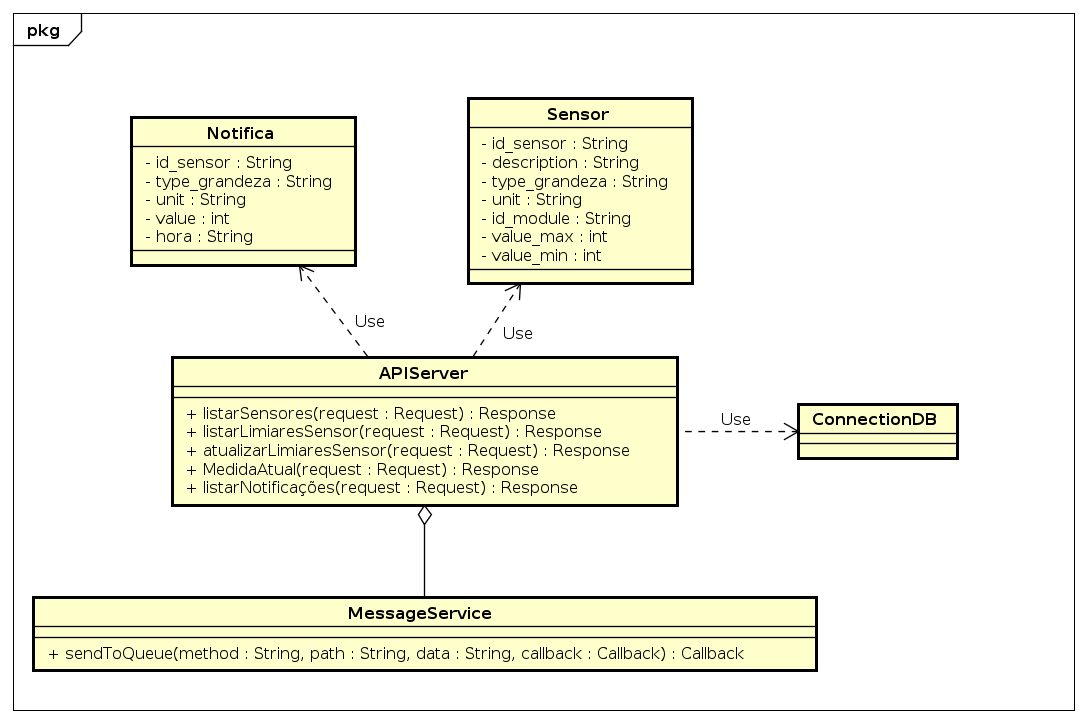 pkg
Notifica
- id_sensor : String
- type_grandeza : String
- unit : String
- value : int
- hora : String
Sensor
- id_sensor : String
- description : String
- type_grandeza : String
- unit : String
- id_module : String
- value_max : int
- value_min : int
Use
Use
APIServer
+ listarSensores(request : Request) : Response
+ listarLimiaresSensor(request : Request) : Response
+ atualizarLimiaresSensor(request : Request) : Response
+ MedidaAtual(request : Request) : Response
+ listarNotificações(request : Request) : Response
Use
ConnectionDB
MessageService
+ sendToQueue(method : String, path : String, data : String, callback : Callback) : Callback